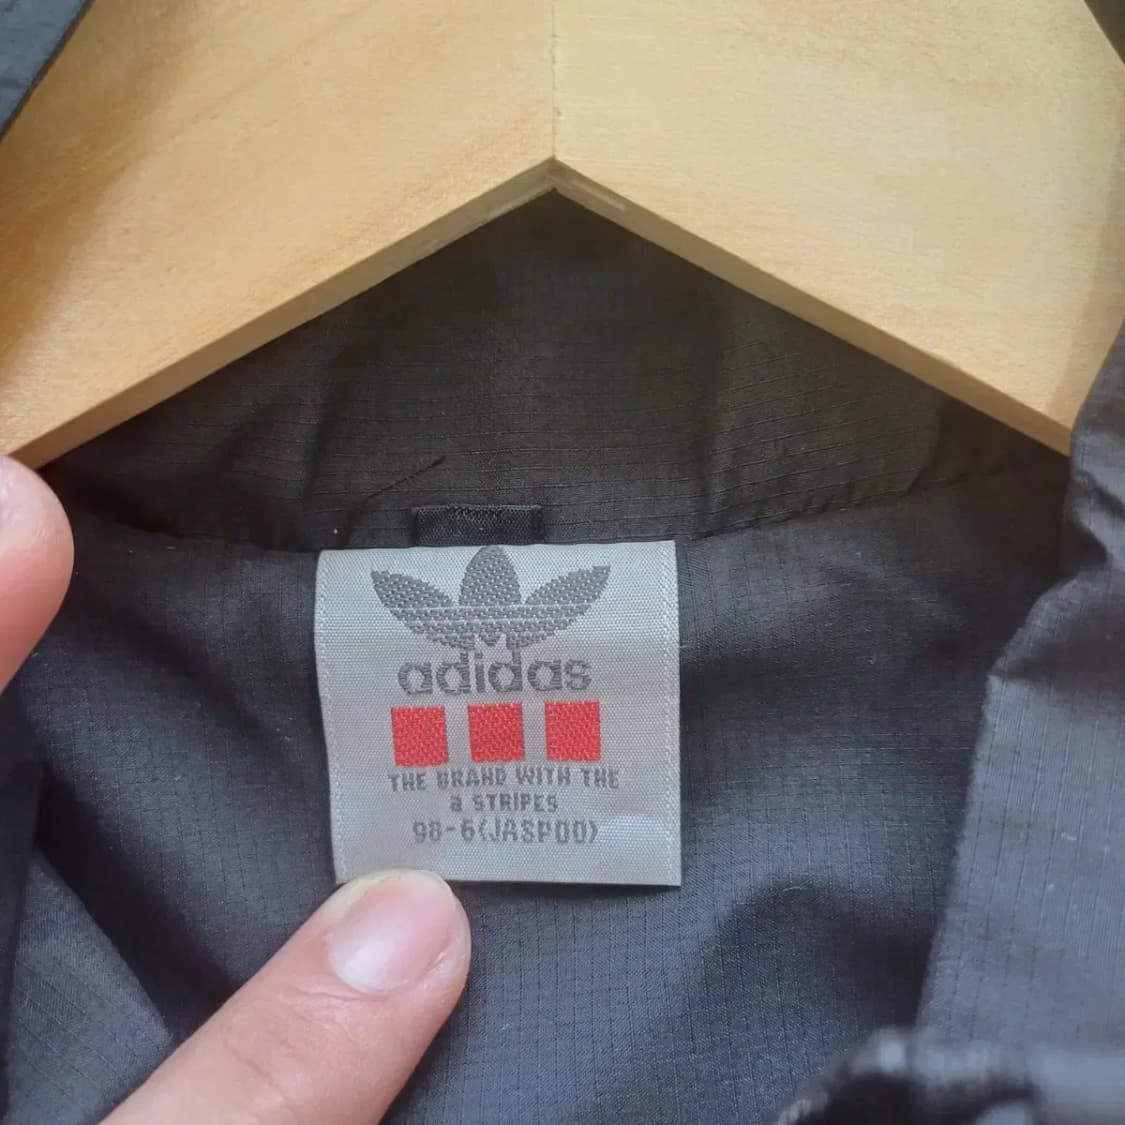 adidas
THE BRAND WITH THE
3 STRIPES
98-6(JASPOO)